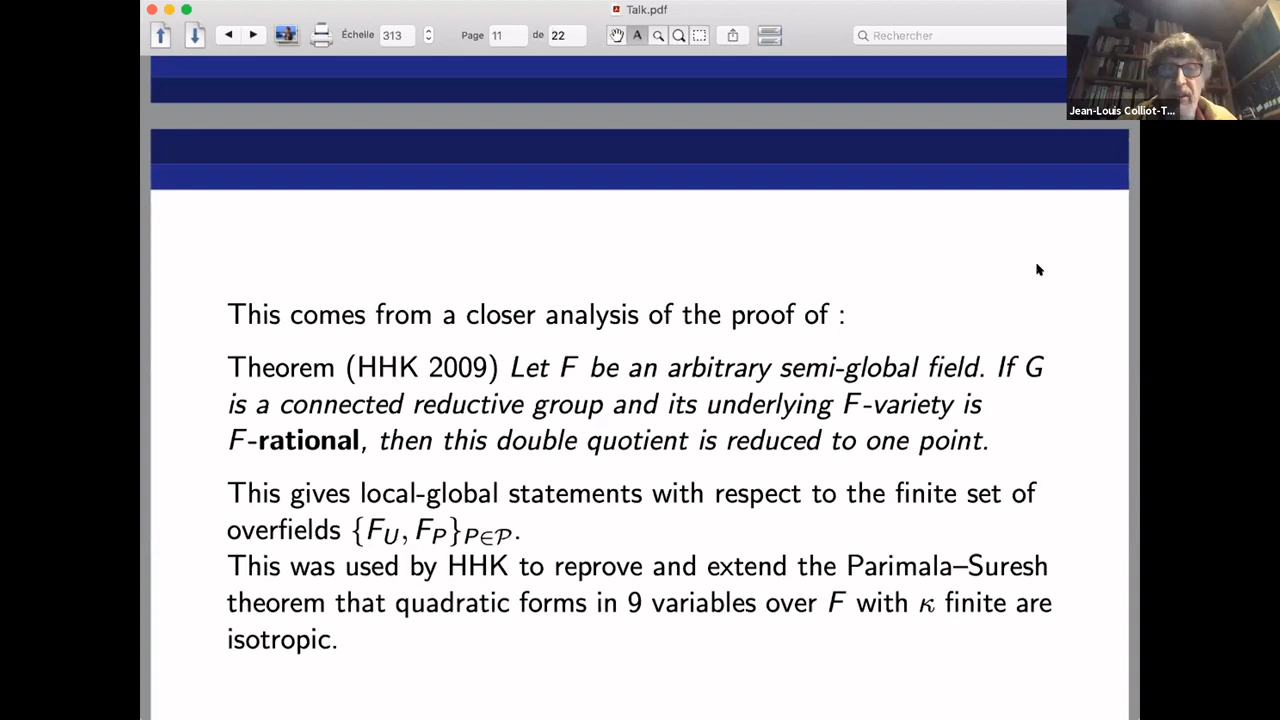 Talk.pdf
Échelle 313 Page 11 de 22 A Rechercher
Jean-Louis Colliot-T...
This comes from a closer analysis of the proof of :
Theorem (HHK 2009) Let F be an arbitrary semi-global field. If G
is a connected reductive group and its underlying F-variety is
F-rational, then this double quotient is reduced to one point.
This gives local-global statements with respect to the finite set of
overfields {F_U, F_P}_{P∈𝒫}.
This was used by HHK to reprove and extend the Parimala–Suresh
theorem that quadratic forms in 9 variables over F with κ finite are
isotropic.